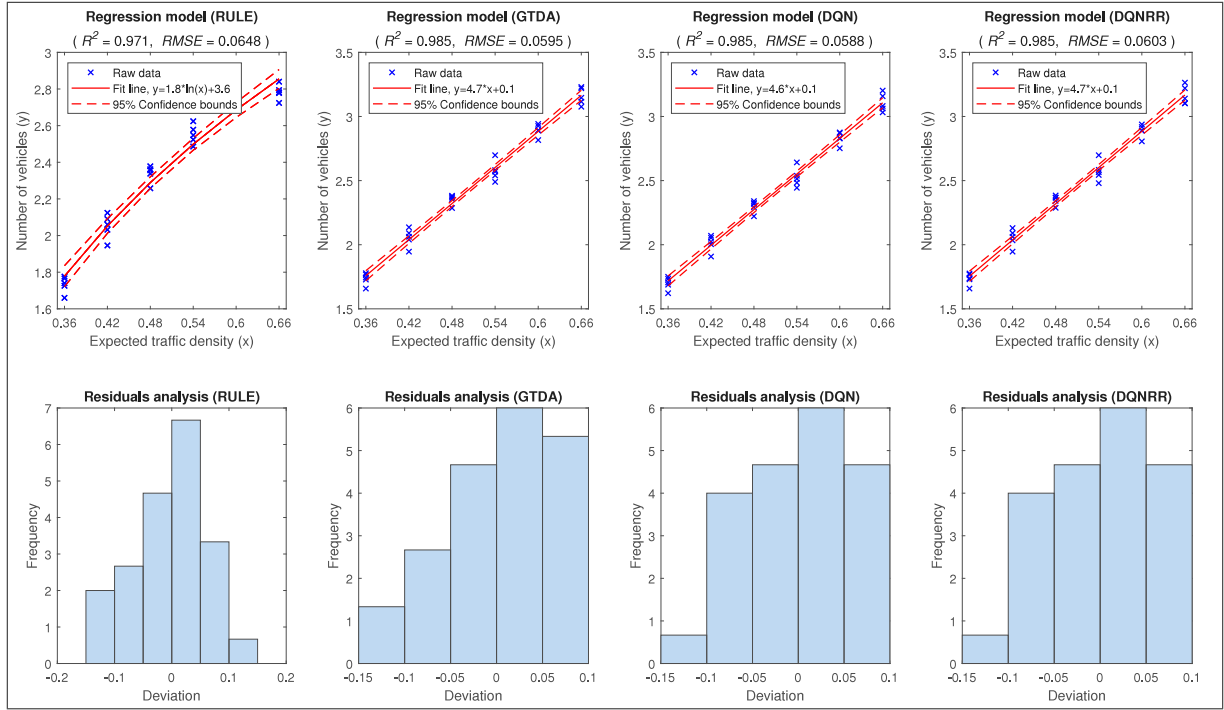 Regression model (RULE)
( R² = 0.971, RMSE = 0.0648 )
3
2.8
2.6
2.4
2.2
2
1.8
1.6
Number of vehicles (y)
Raw data
Fit line, y=1.8*ln(x)+3.6
95% Confidence bounds
0.36 0.42 0.48 0.54 0.6 0.66
Expected traffic density (x)
Regression model (GTDA)
( R² = 0.985, RMSE = 0.0595 )
3.5
3
2.5
2
1.5
Number of vehicles (y)
Raw data
Fit line, y=4.7*x+0.1
95% Confidence bounds
0.36 0.42 0.48 0.54 0.6 0.66
Expected traffic density (x)
Regression model (DQN)
( R² = 0.985, RMSE = 0.0588 )
3.5
3
2.5
2
1.5
Number of vehicles (y)
Raw data
Fit line, y=4.6*x+0.1
95% Confidence bounds
0.36 0.42 0.48 0.54 0.6 0.66
Expected traffic density (x)
Regression model (DQNRR)
( R² = 0.985, RMSE = 0.0603 )
3.5
3
2.5
2
1.5
Number of vehicles (y)
Raw data
Fit line, y=4.7*x+0.1
95% Confidence bounds
0.36 0.42 0.48 0.54 0.6 0.66
Expected traffic density (x)
Residuals analysis (RULE)
7
6
5
4
3
2
1
0
Frequency
-0.2 -0.1 0 0.1 0.2
Deviation
Residuals analysis (GTDA)
6
5
4
3
2
1
0
Frequency
-0.15 -0.1 -0.05 0 0.05 0.1
Deviation
Residuals analysis (DQN)
6
5
4
3
2
1
0
Frequency
-0.15 -0.1 -0.05 0 0.05 0.1
Deviation
Residuals analysis (DQNRR)
6
5
4
3
2
1
0
Frequency
-0.15 -0.1 -0.05 0 0.05 0.1
Deviation